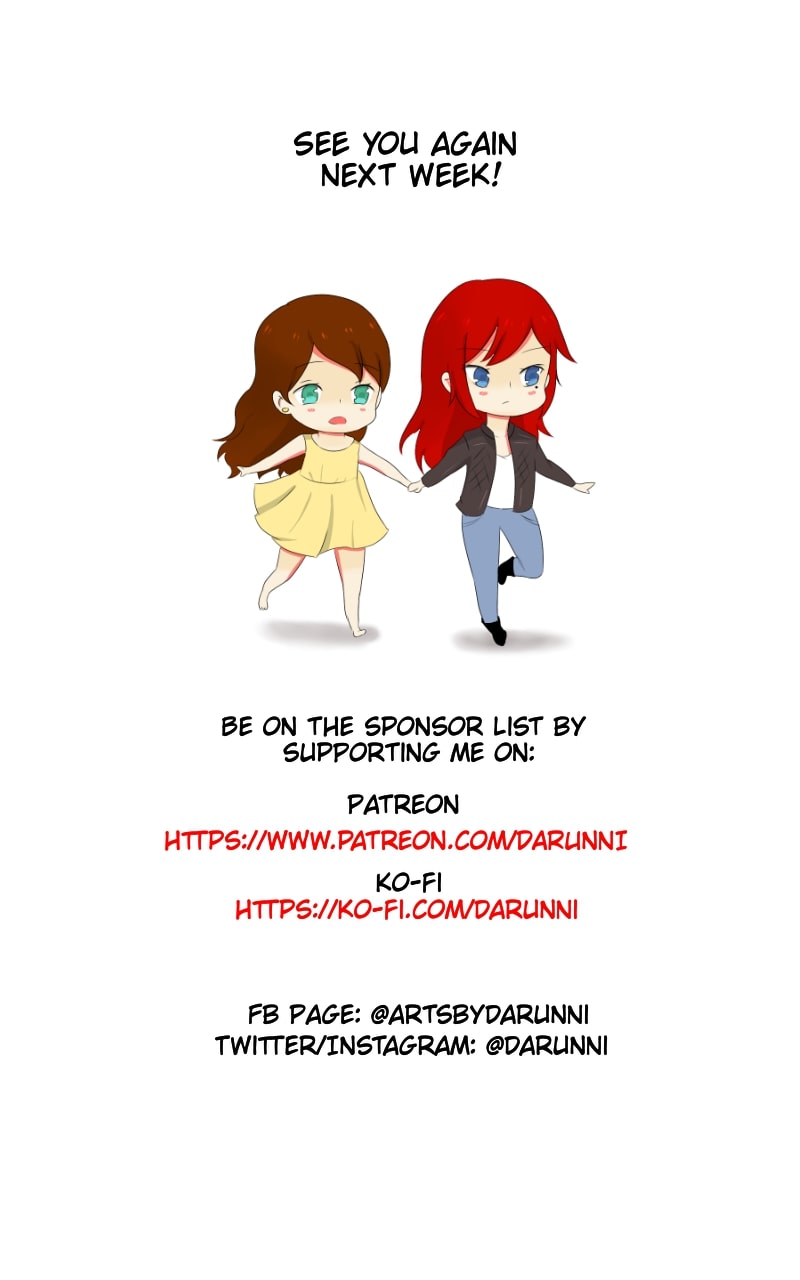 SEE YOU AGAIN
NEXT WEEK!
BE ON THE SPONSOR LIST BY
SUPPORTING ME ON:
PATREON
HTTPS://WWW.PATREON.COM/DARUNNI
KO-FI
HTTPS://KO-FI.COM/DARUNNI
FB PAGE: @ARTSBYDARUNNI
TWITTER/INSTAGRAM: @DARUNNI